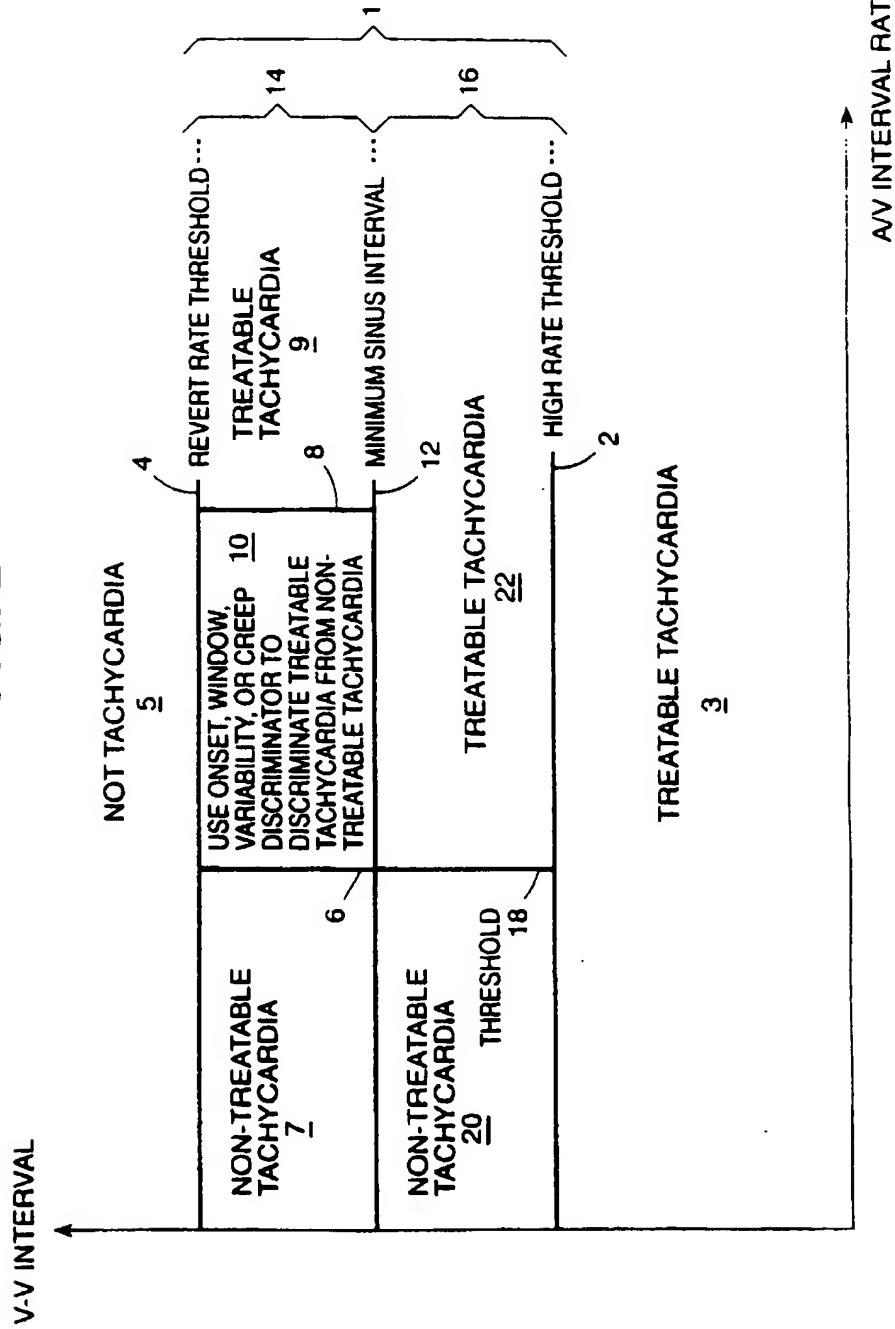 V-V INTERVAL
NOT TACHYCARDIA
5
4
REVERT RATE THRESHOLD ...
NON-TREATABLE
TACHYCARDIA
7
6
USE ONSET, WINDOW,
VARIABILITY, OR CREEP 10
DISCRIMINATOR TO
DISCRIMINATE TREATABLE
TACHYCARDIA FROM NON-
TREATABLE TACHYCARDIA
8
TREATABLE
TACHYCARDIA
9
14
1
MINIMUM SINUS INTERVAL ...
12
NON-TREATABLE
TACHYCARDIA
20
THRESHOLD
18
TREATABLE TACHYCARDIA
22
16
HIGH RATE THRESHOLD ...
2
TREATABLE TACHYCARDIA
3
A/V INTERVAL RAT